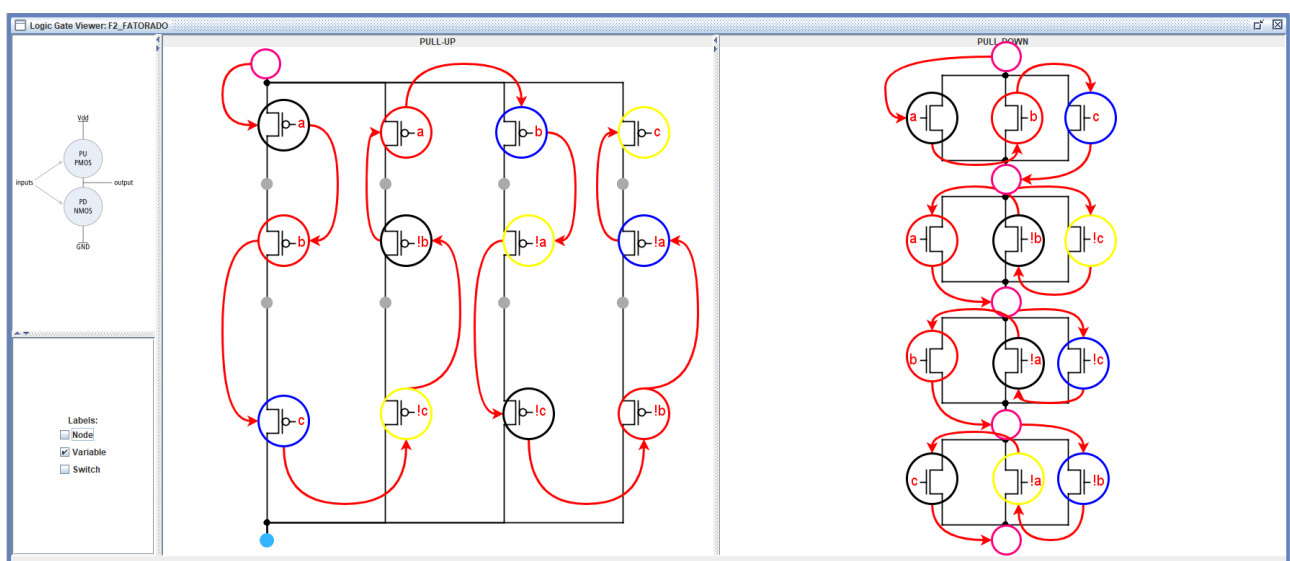 Logic Gate Viewer: F2_FATORADO
Vdd
PU
PMOS
inputs
output
PD
NMOS
GND
Labels:
Node
Variable
Switch
PULL-UP
a
a
b
c
b
!b
!a
!a
c
!c
!c
!b
PULL-DOWN
a
b
c
a
!b
!c
b
!a
!c
c
!a
!b